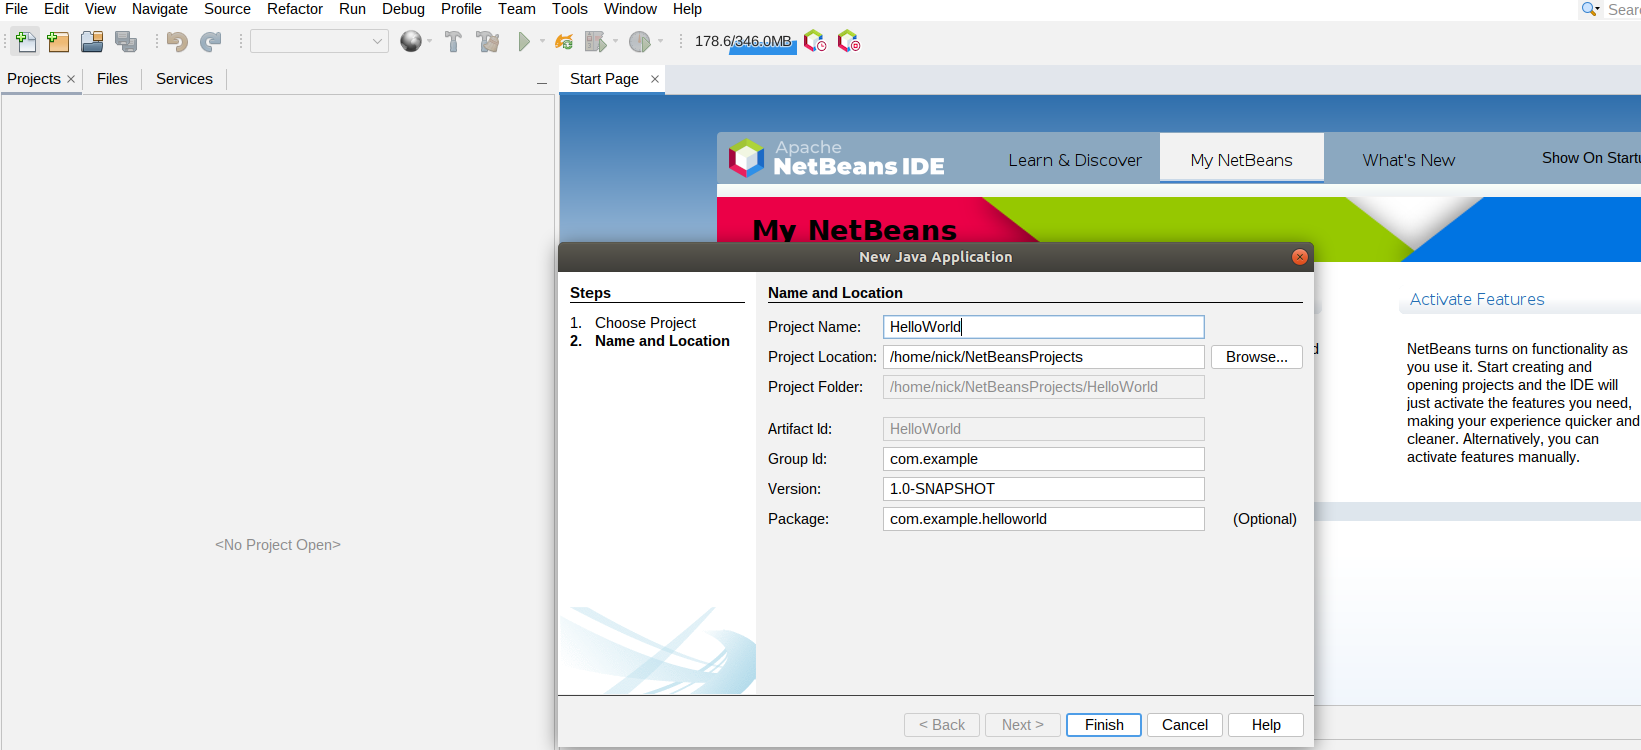 File Edit View Navigate Source Refactor Run Debug Profile Team Tools Window Help
178.6/346.0MB
Projects Files Services
Start Page
Apache
NetBeans IDE
Learn & Discover My NetBeans What's New Show On
My NetBeans
New Java Application
Steps
1. Choose Project
2. Name and Location
Name and Location
Project Name: HelloWorld
Project Location: /home/nick/NetBeansProjects Browse...
Project Folder: /home/nick/NetBeansProjects/HelloWorld
Artifact Id: HelloWorld
Group Id: com.example
Version: 1.0-SNAPSHOT
Package: com.example.helloworld (Optional)
< Back Next > Finish Cancel Help
<No Project Open>
Activate Features
NetBeans turns on functionality as
you use it. Start creating and
opening projects and the IDE will
just activate the features you need,
making your experience quicker and
cleaner. Alternatively, you can
activate features manually.